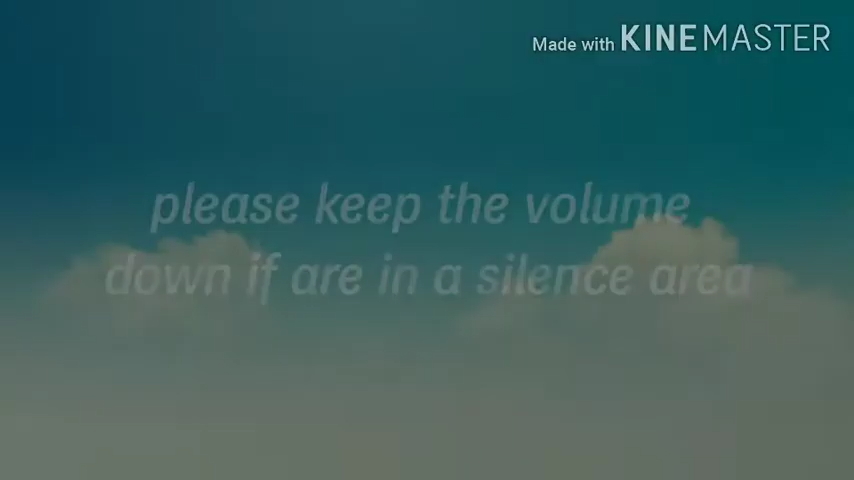 Made with KINEMASTER
please keep the volume
down if are in a silence area